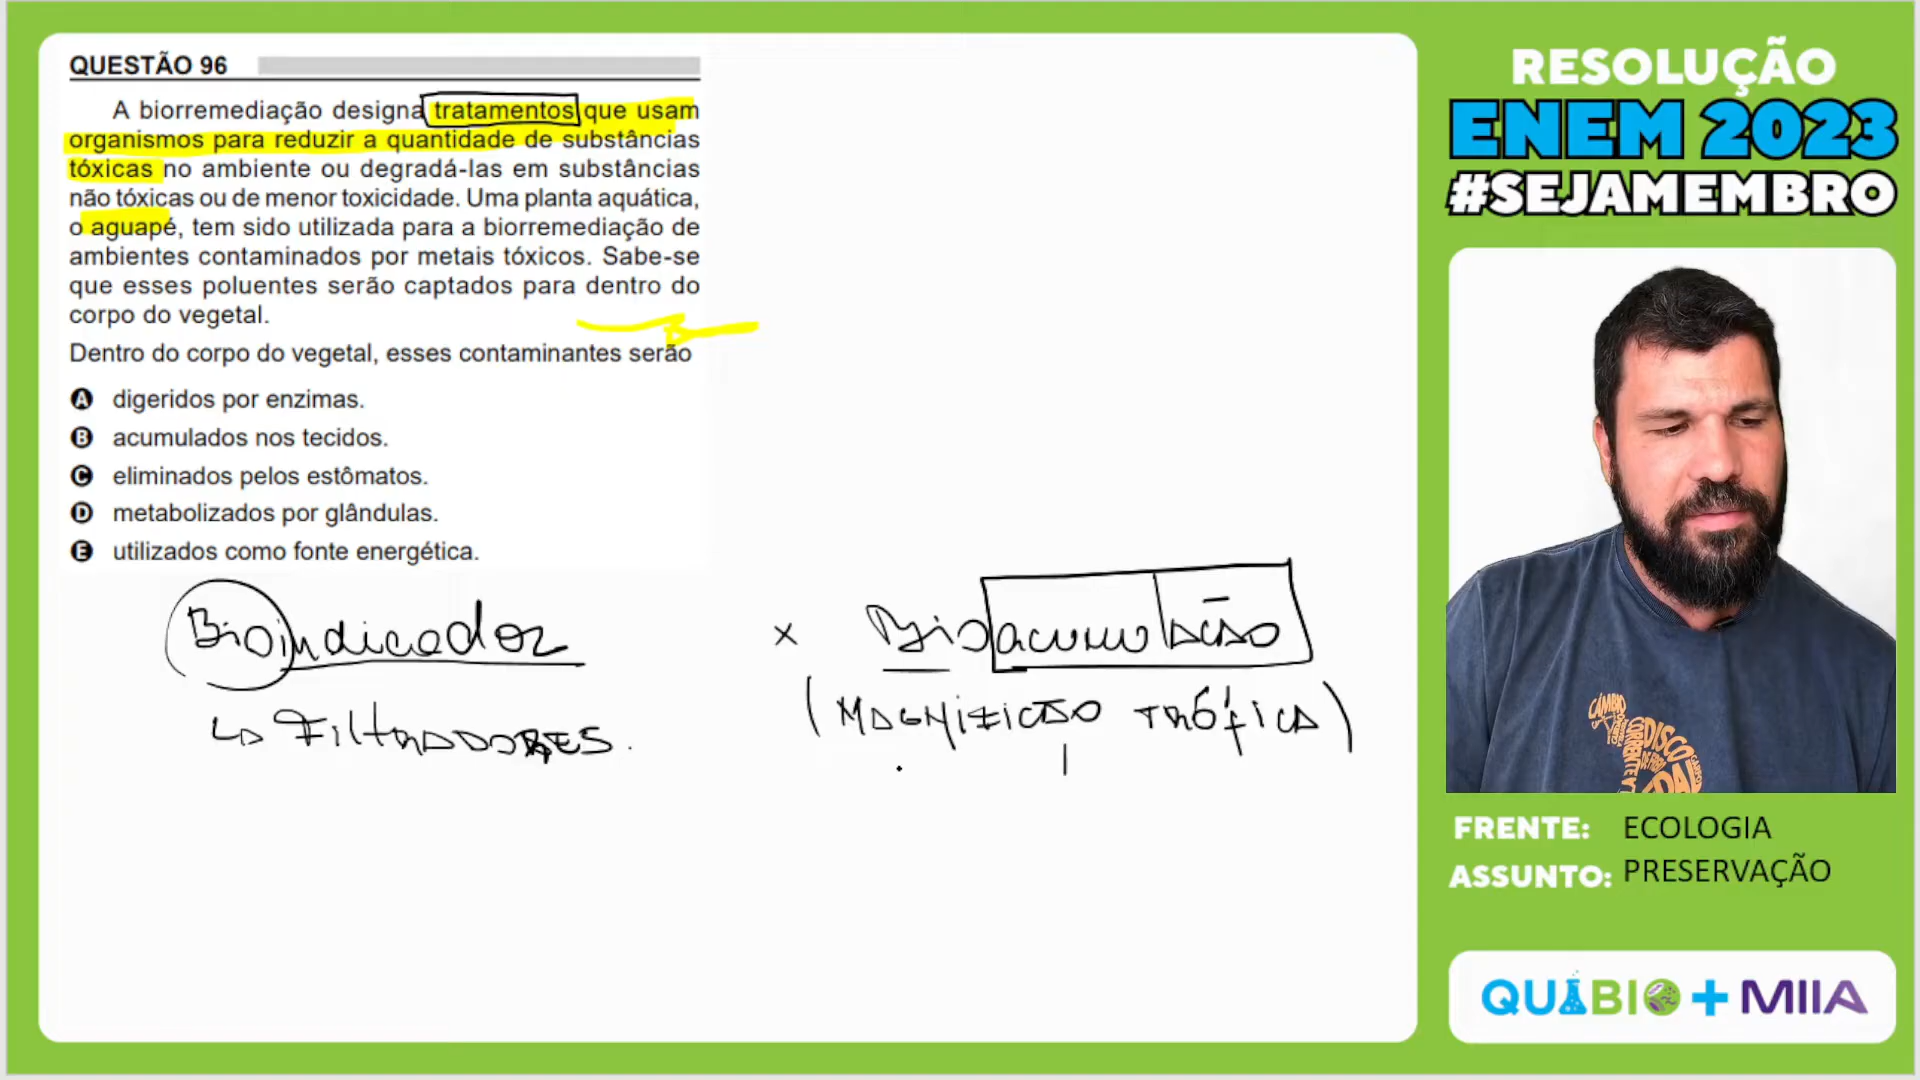 QUESTÃO 96
A biorremediação designa tratamentos que usam
organismos para reduzir a quantidade de substâncias
tóxicas no ambiente ou degradá-las em substâncias
não tóxicas ou de menor toxicidade. Uma planta aquática,
o aguapé, tem sido utilizada para a biorremediação de
ambientes contaminados por metais tóxicos. Sabe-se
que esses poluentes serão captados para dentro do
corpo do vegetal.
Dentro do corpo do vegetal, esses contaminantes serão
A digeridos por enzimas.
B acumulados nos tecidos.
C eliminados pelos estômatos.
D metabolizados por glândulas.
E utilizados como fonte energética.
Bioindicador x Bioacumulação
↳ FiltRADORES. (MAGNIFICAÇÃO TRÓFICA)
RESOLUÇÃO
ENEM 2023
#SEJAMEMBRO
FRENTE: ECOLOGIA
ASSUNTO: PRESERVAÇÃO
QUÍBIO + MIIA